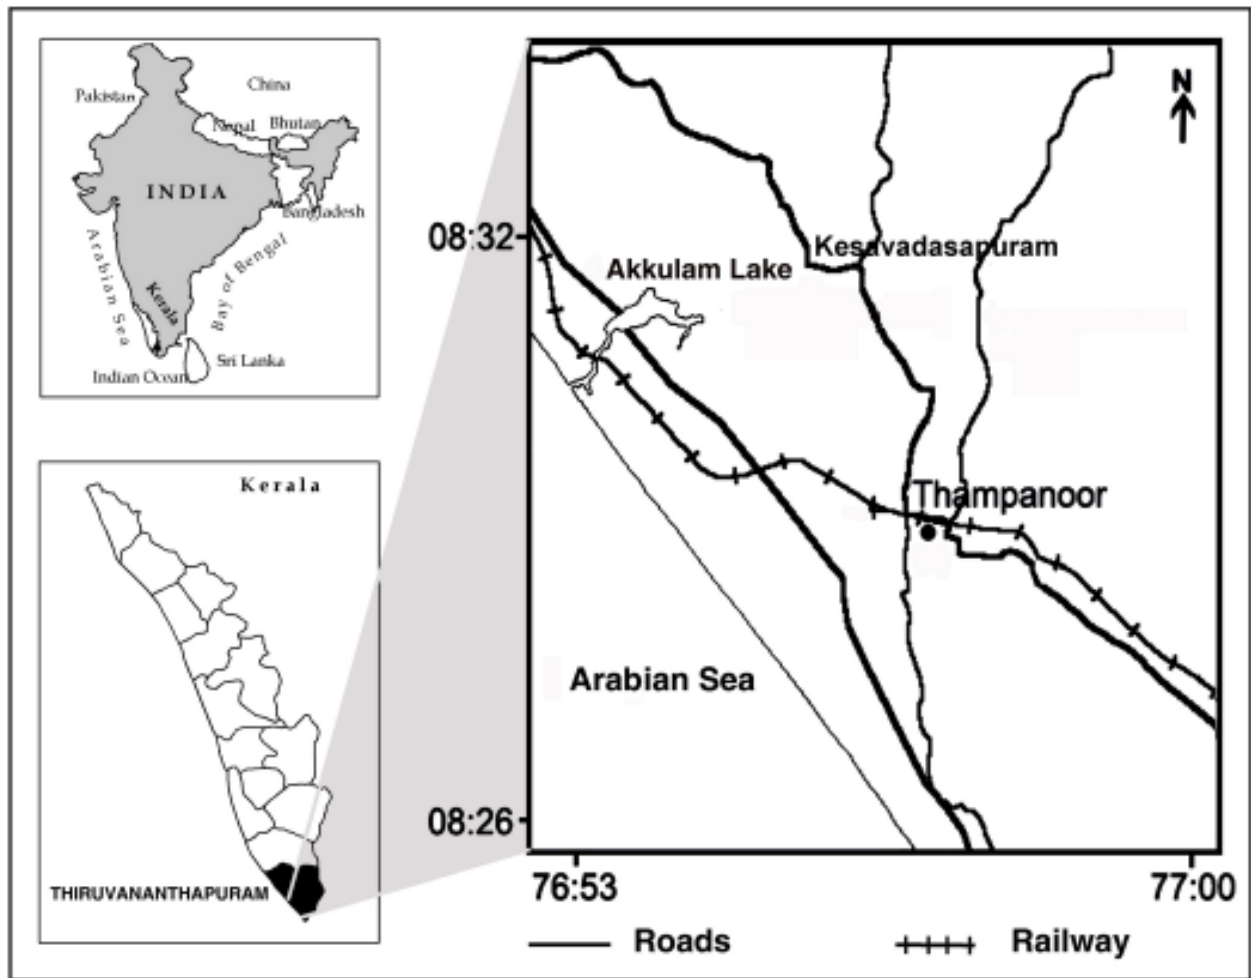 China
Pakistan
Nepal
Bhutan
INDIA
Bangladesh
Arabian Sea
Bay of Bengal
Kerala
Sri Lanka
Indian Ocean
Kerala
THIRUVANANTHAPURAM
N
08:32
Kesavadasapuram
Akkulam Lake
Thampanoor
Arabian Sea
08:26
76:53
77:00
Roads
Railway